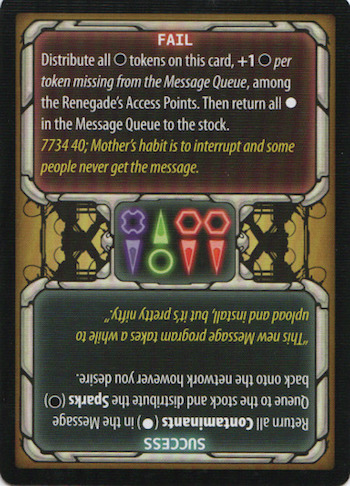 FAIL
Distribute all ○ tokens on this card, +1 ○ per
token missing from the Message Queue, among
the Renegade's Access Points. Then return all ●
in the Message Queue to the stock.
7734 40; Mother's habit is to interrupt and some
people never get the message.
SUCCESS
Return all Contaminants (●) in the Message
Queue to the stock and distribute the Sparks (○)
back onto the network however you desire.
"This new Message program takes a while to
upload and install, but it's pretty nifty."